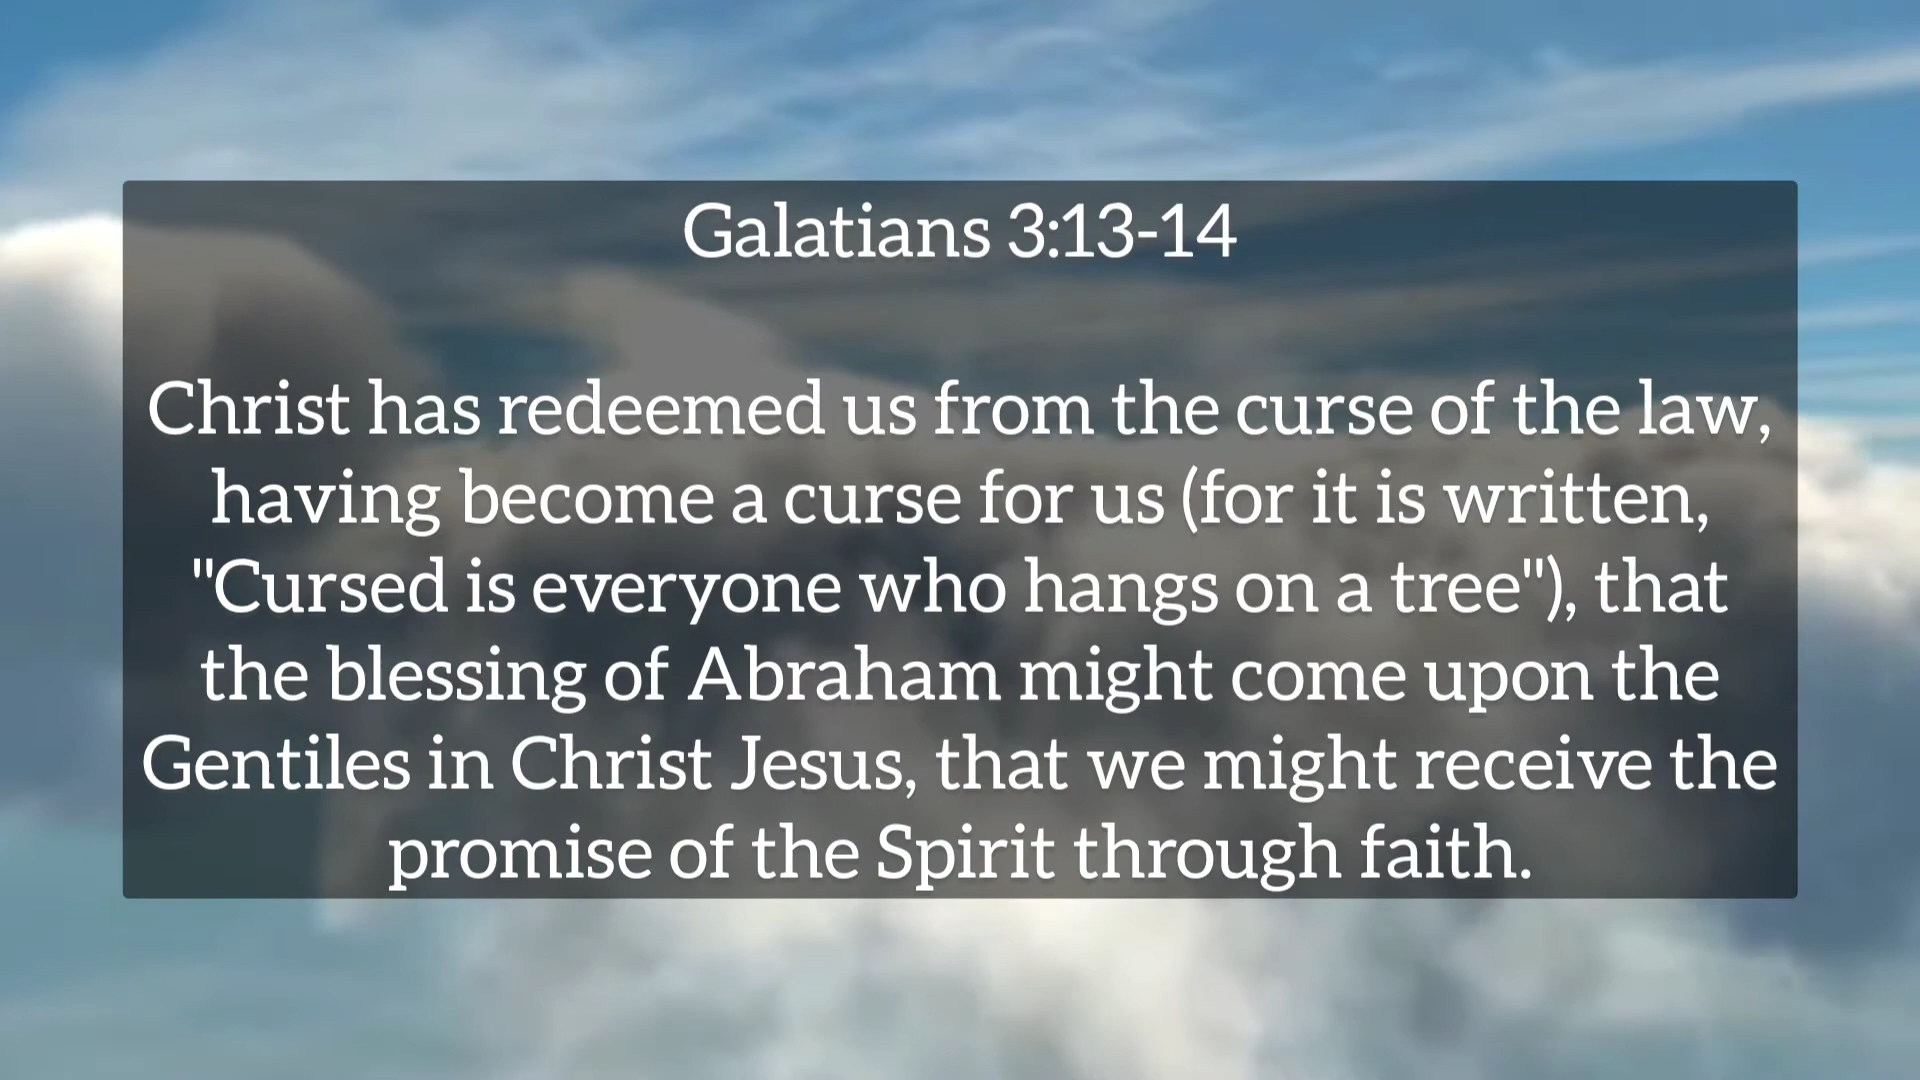 Galatians 3:13-14
Christ has redeemed us from the curse of the law,
having become a curse for us (for it is written,
"Cursed is everyone who hangs on a tree"), that
the blessing of Abraham might come upon the
Gentiles in Christ Jesus, that we might receive the
promise of the Spirit through faith.